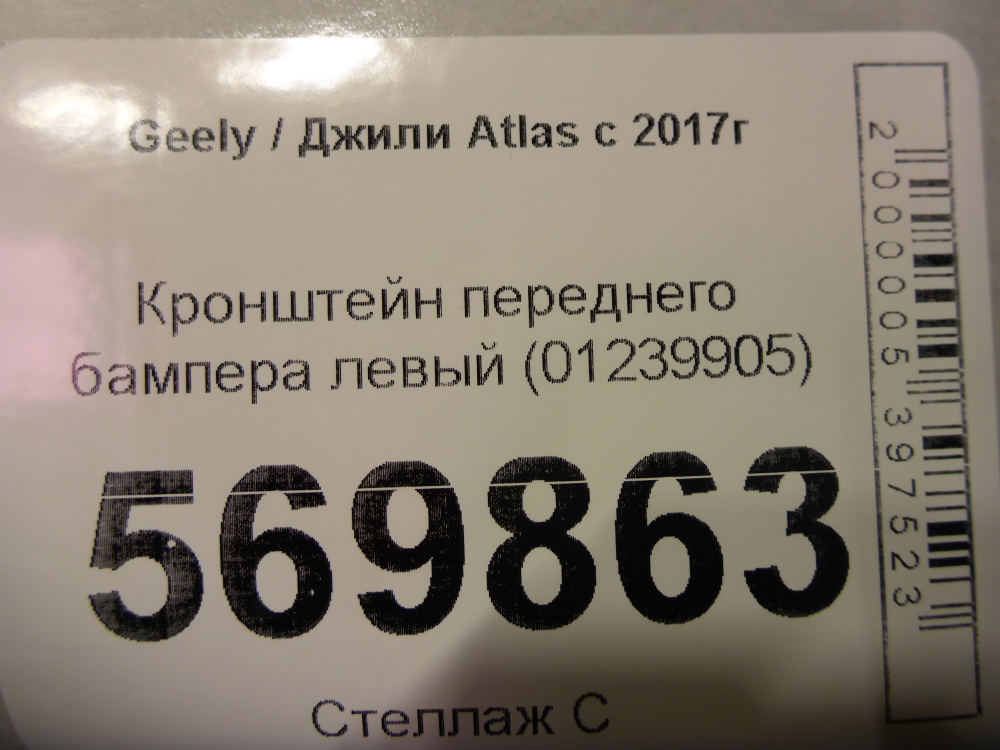 Geely / Джили Atlas с 2017г
Кронштейн переднего
бампера левый (01239905)
569863
Стеллаж С
2000005397523